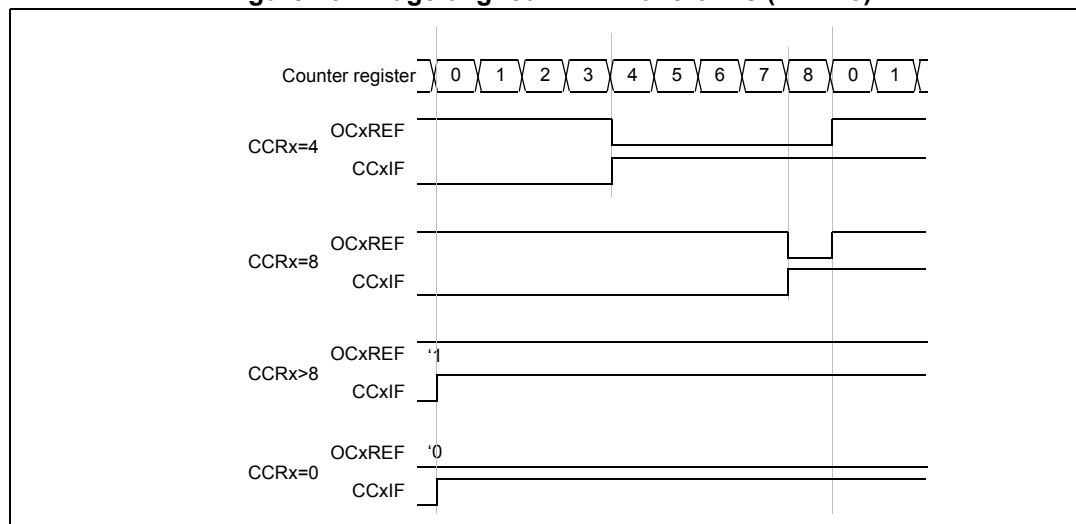 Counter register 0 1 2 3 4 5 6 7 8 0 1
OCxREF
CCRx=4
CCxIF
OCxREF
CCRx=8
CCxIF
OCxREF ‘1
CCRx>8
CCxIF
OCxREF ‘0
CCRx=0
CCxIF